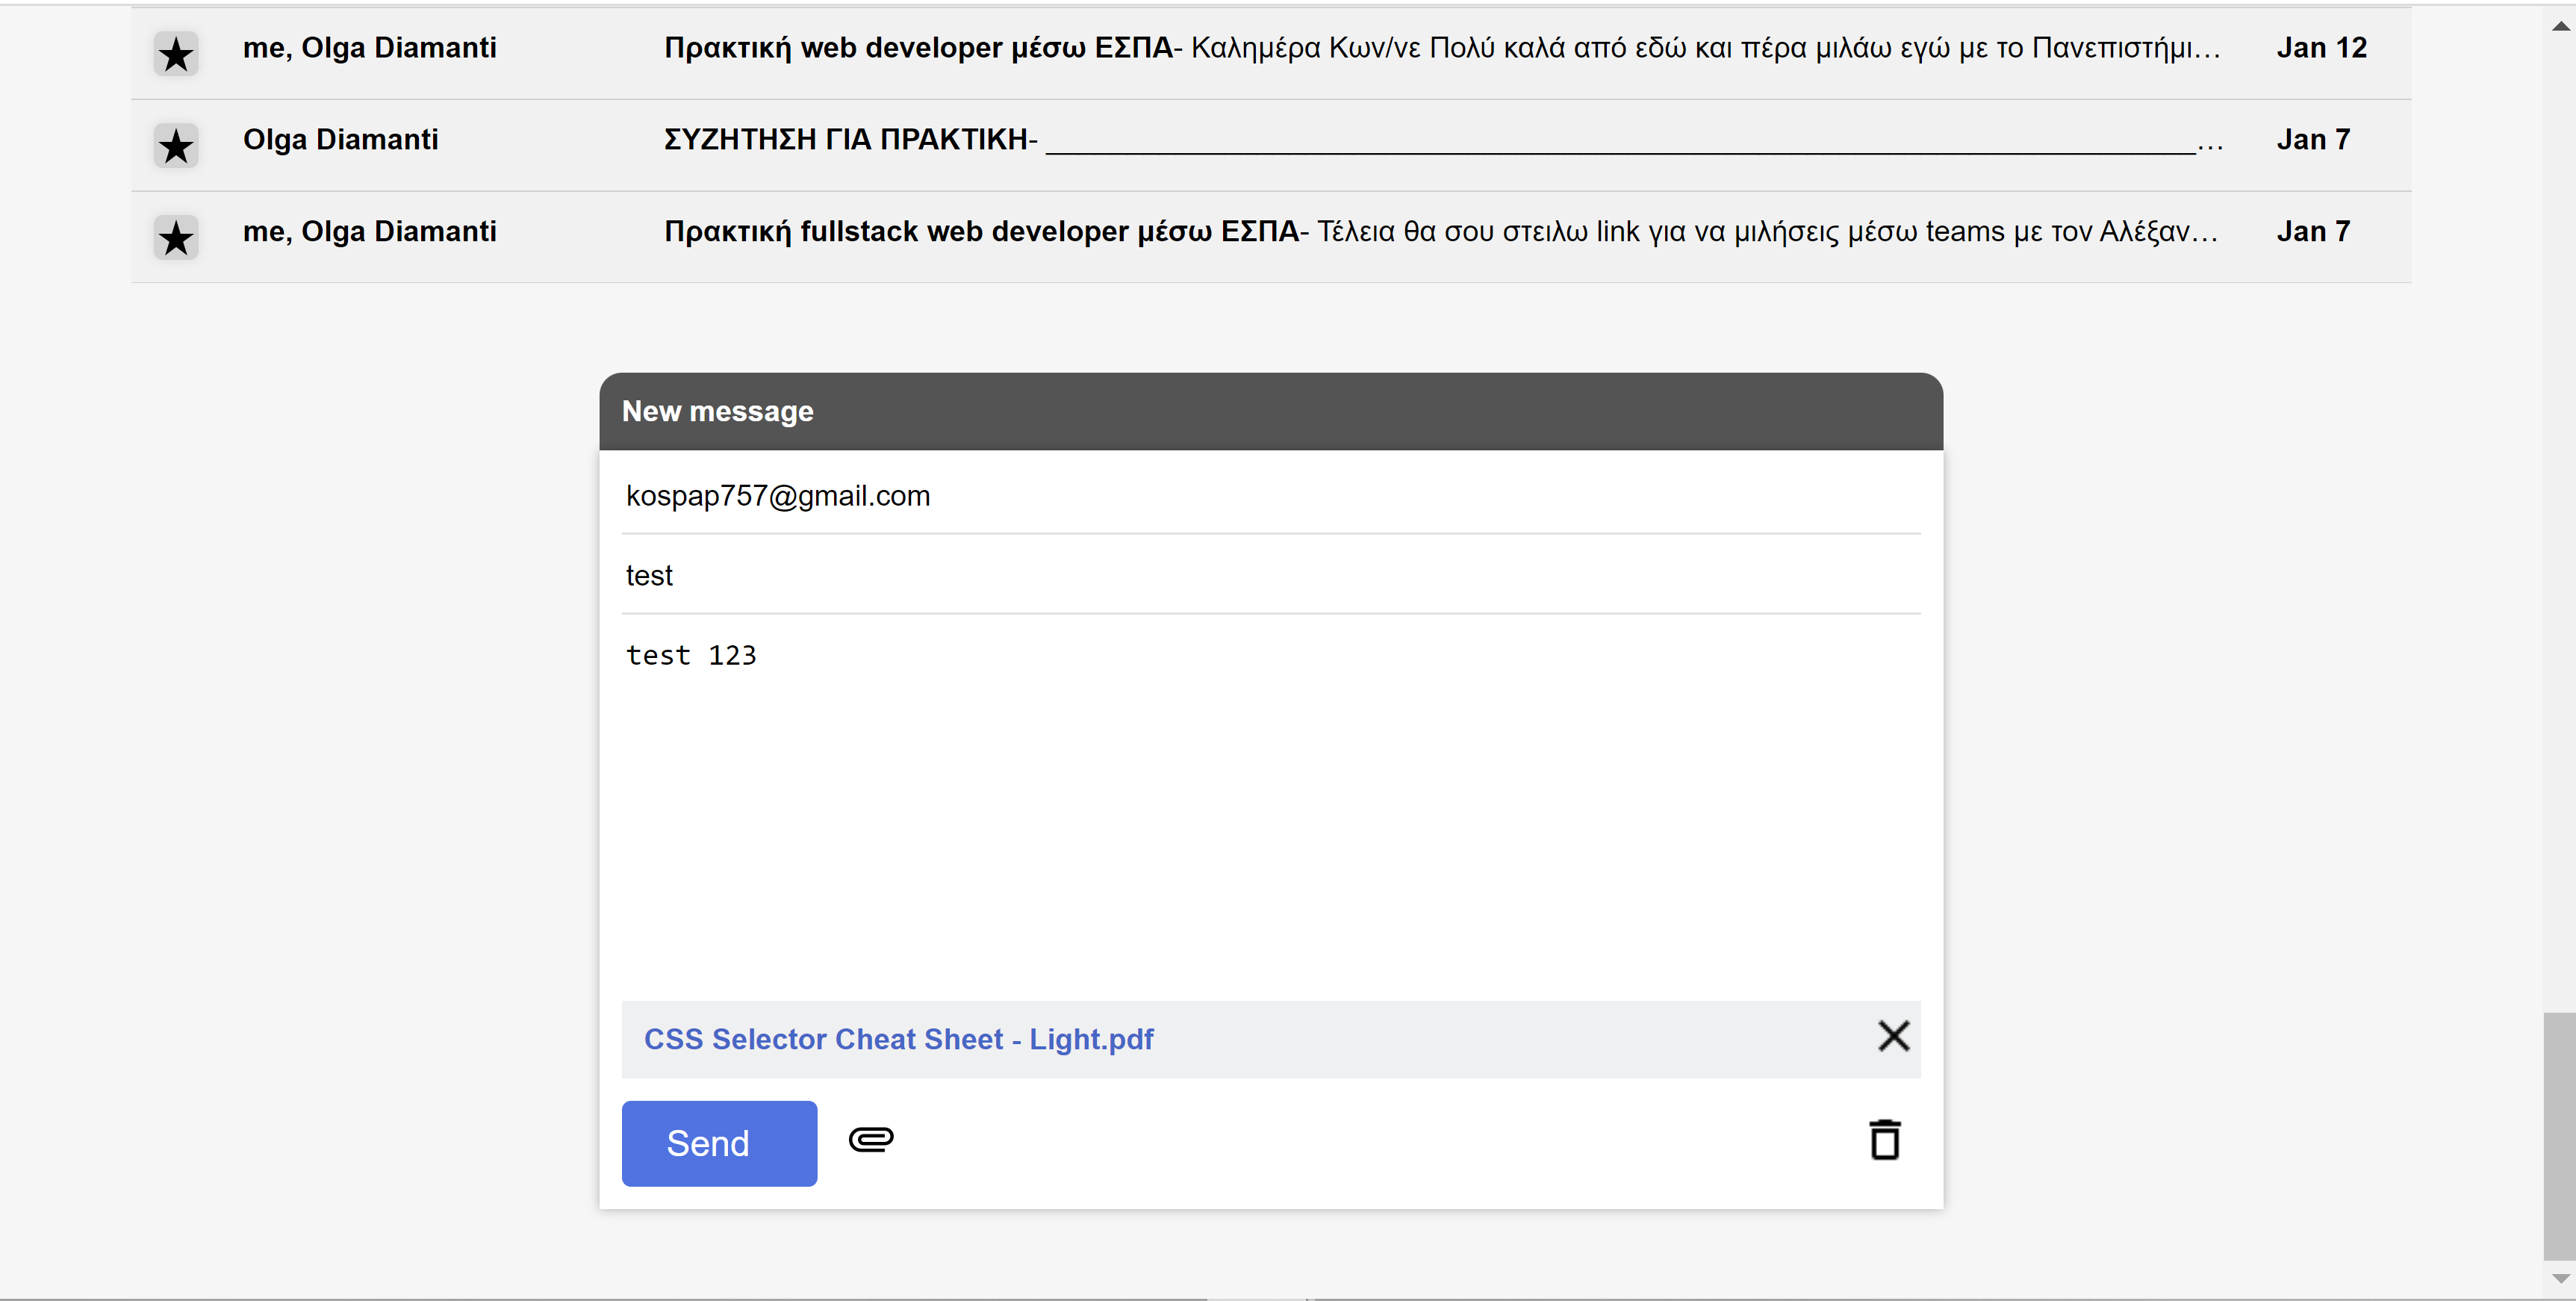 me, Olga Diamanti Πρακτική web developer μέσω ΕΣΠΑ- Καλημέρα Κων/νε Πολύ καλά από εδώ και πέρα μιλάω εγώ με το Πανεπιστήμι... Jan 12
Olga Diamanti ΣΥΖΗΤΗΣΗ ΓΙΑ ΠΡΑΚΤΙΚΗ- ________________________________________________________________________________... Jan 7
me, Olga Diamanti Πρακτική fullstack web developer μέσω ΕΣΠΑ- Τέλεια θα σου στειλω link για να μιλήσεις μέσω teams με τον Αλέξαν... Jan 7
New message
kospap757@gmail.com
test
test 123
CSS Selector Cheat Sheet - Light.pdf
Send